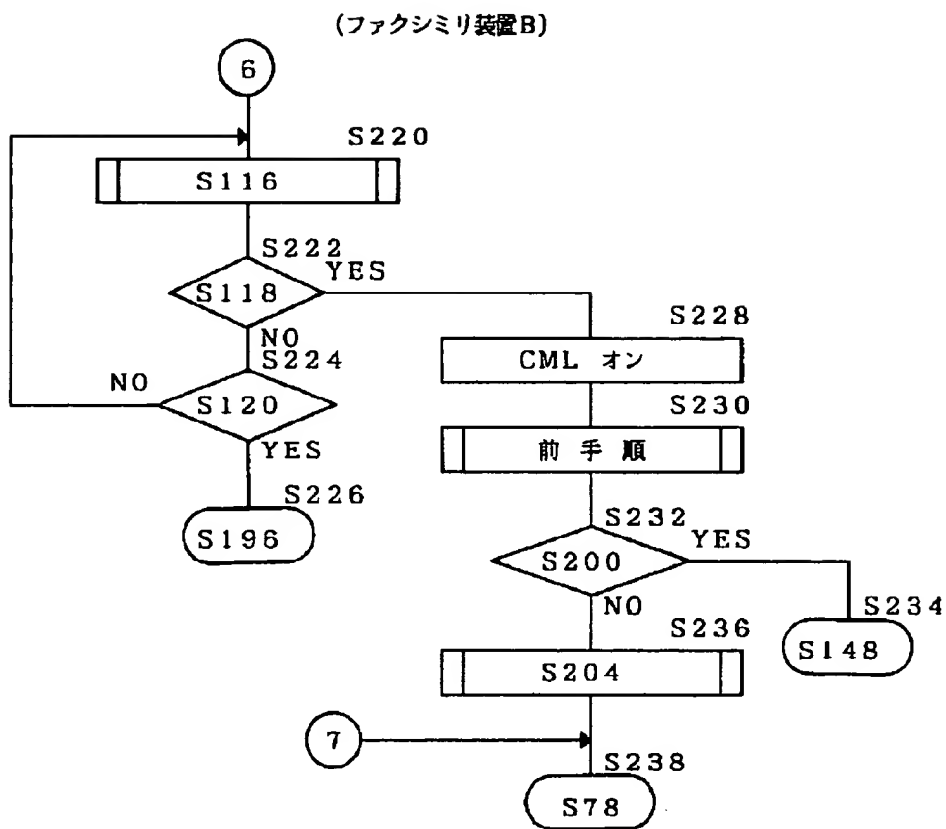 (ファクシミリ装置B)
6
S220
S116
S222
YES
S118
NO
S224
NO
S120
YES
S226
S196
S228
CML オン
S230
前手順
S232
YES
S200
NO
S234
S148
S236
S204
7
S238
S78